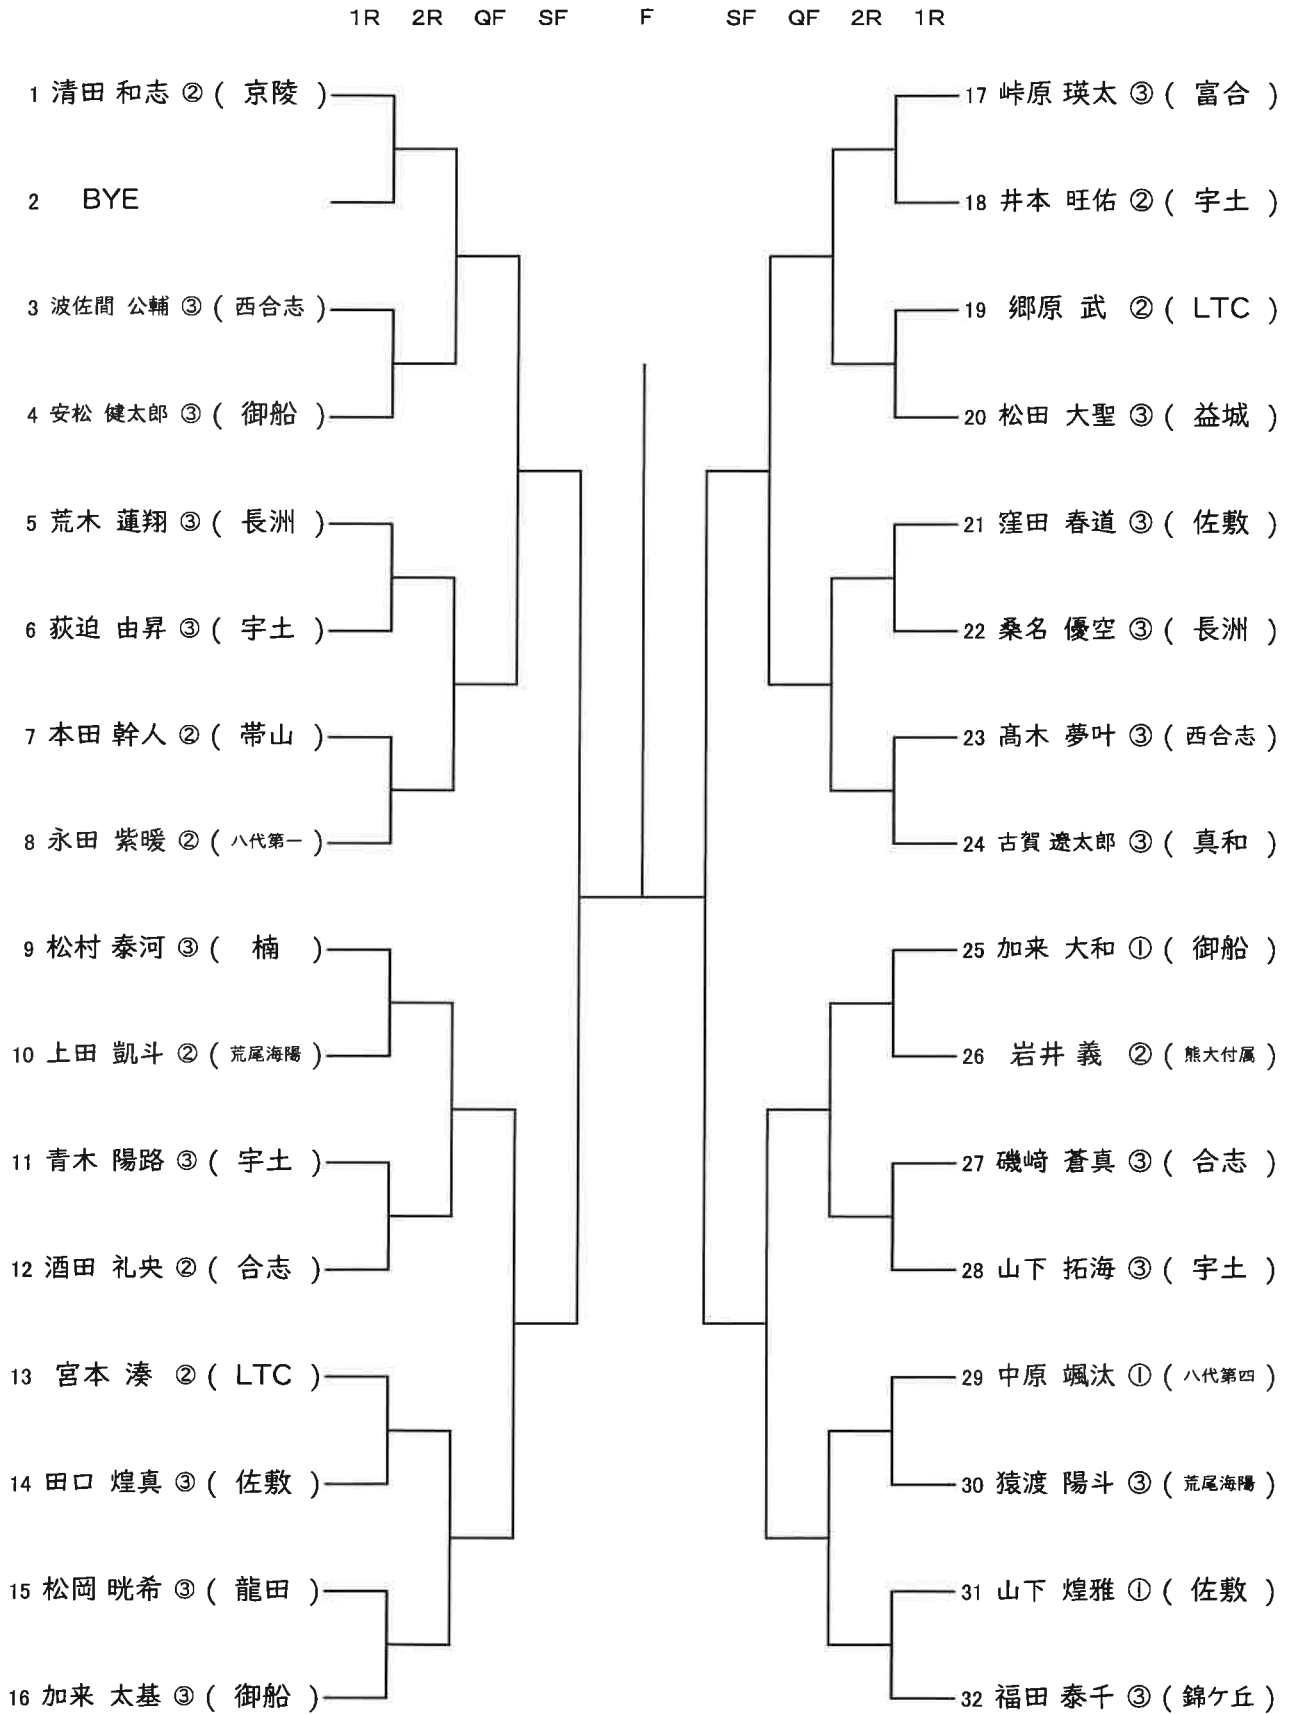 1R 2R QF SF F SF QF 2R 1R
1 清田 和志 ② ( 京陵 )
2 BYE
3 波佐間 公輔 ③ ( 西合志 )
4 安松 健太郎 ③ ( 御船 )
5 荒木 蓮翔 ③ ( 長洲 )
6 荻迫 由昇 ③ ( 宇土 )
7 本田 幹人 ② ( 帯山 )
8 永田 紫暖 ② ( 八代第一 )
9 松村 泰河 ③ ( 楠 )
10 上田 凱斗 ② ( 荒尾海陽 )
11 青木 陽路 ③ ( 宇土 )
12 酒田 礼央 ② ( 合志 )
13 宮本 湊 ② ( LTC )
14 田口 煌真 ③ ( 佐敷 )
15 松岡 晄希 ③ ( 龍田 )
16 加来 太基 ③ ( 御船 )
17 峠原 瑛太 ③ ( 富合 )
18 井本 旺佑 ② ( 宇土 )
19 郷原 武 ② ( LTC )
20 松田 大聖 ③ ( 益城 )
21 窪田 春道 ③ ( 佐敷 )
22 桑名 優空 ③ ( 長洲 )
23 髙木 夢叶 ③ ( 西合志 )
24 古賀 遼太郎 ③ ( 真和 )
25 加来 大和 ① ( 御船 )
26 岩井 義 ② ( 熊大付属 )
27 磯﨑 蒼真 ③ ( 合志 )
28 山下 拓海 ③ ( 宇土 )
29 中原 颯汰 ① ( 八代第四 )
30 猿渡 陽斗 ③ ( 荒尾海陽 )
31 山下 煌雅 ① ( 佐敷 )
32 福田 泰千 ③ ( 錦ケ丘 )